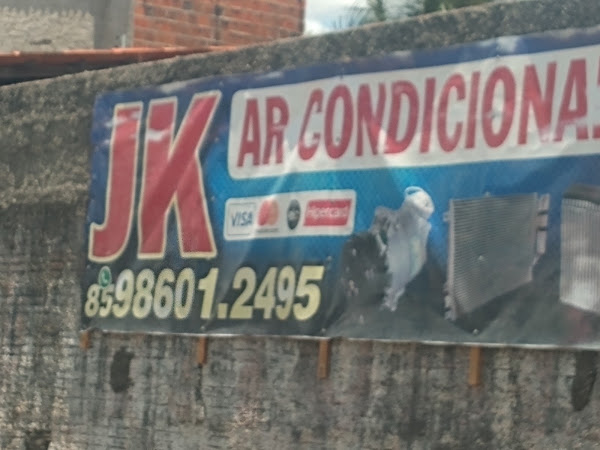 JK
AR CONDICIONA
VISA
Hipercard
85 98601.2495